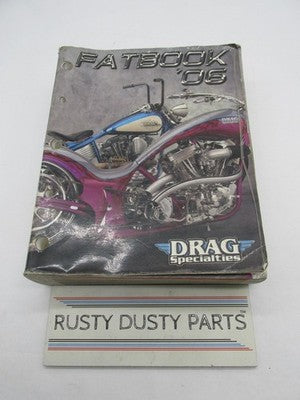 FATBOOK
'06
DRAG
Specialties
RUSTY DUSTY PARTS